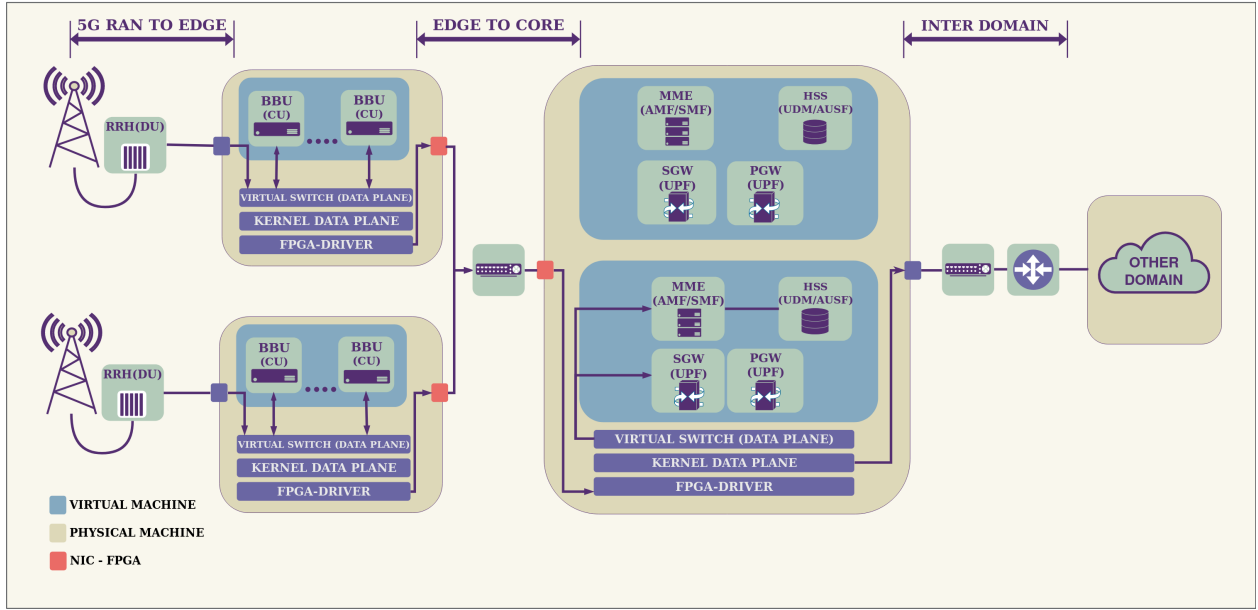 5G RAN TO EDGE
EDGE TO CORE
INTER DOMAIN
RRH(DU)
BBU
(CU)
BBU
(CU)
VIRTUAL SWITCH (DATA PLANE)
KERNEL DATA PLANE
FPGA-DRIVER
MME
(AMF/SMF)
HSS
(UDM/AUSF)
SGW
(UPF)
PGW
(UPF)
RRH(DU)
BBU
(CU)
BBU
(CU)
VIRTUAL SWITCH (DATA PLANE)
KERNEL DATA PLANE
FPGA-DRIVER
MME
(AMF/SMF)
HSS
(UDM/AUSF)
SGW
(UPF)
PGW
(UPF)
VIRTUAL SWITCH (DATA PLANE)
KERNEL DATA PLANE
FPGA-DRIVER
OTHER
DOMAIN
VIRTUAL MACHINE
PHYSICAL MACHINE
NIC - FPGA